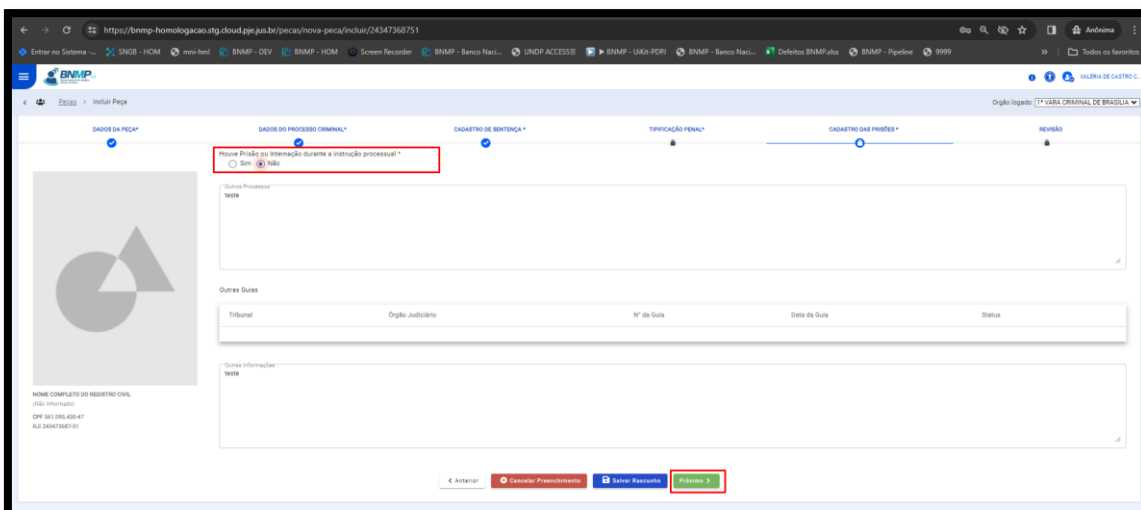 https://bnmp-homologacao.stg.cloud.pje.jus.br/pecas/nova-peca/incluir/24347368751
Anônima
Entrar no Sistema -... SNGB - HOM mni-hml BNMP - DEV BNMP - HOM Screen Recorder BNMP - Banco Naci... UNDP ACCESS☰ ► BNMP - UiKit-PDPJ BNMP - Banco Naci... Defeitos BNMP.xlsx BNMP - Pipeline 9999 » Todos os favoritos
BNMP
VALÉRIA DE CASTRO C...
Peças > Incluir Peça
Orgão logado: 1ª VARA CRIMINAL DE BRASÍLIA
DADOS DA PEÇA* DADOS DO PROCESSO CRIMINAL* CADASTRO DE SENTENÇA * TIPIFICAÇÃO PENAL* CADASTRO DAS PRISÕES * REVISÃO
Houve Prisão ou Internação durante a instrução processual *
Sim Não
Outros Processos
teste
Outras Guias
Tribunal Órgão Judiciário N° da Guia Data da Guia Status
Outras Informações
teste
NOME COMPLETO DO REGISTRO CIVIL
(Não Informado)
CPF 561.095.430-47
RJI 243473687-51
< Anterior Cancelar Preenchimento Salvar Rascunho Próximo >